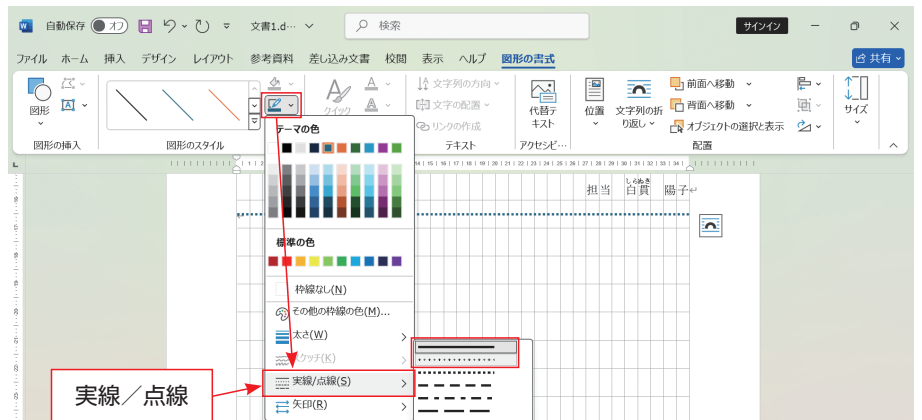 自動保存 オフ 文書1.d… 検索 サインイン
ファイル ホーム 挿入 デザイン レイアウト 参考資料 差し込み文書 校閲 表示 ヘルプ 図形の書式 共有
図形
クイック
文字列の方向
文字の配置
リンクの作成
代替テ
キスト
位置
文字列の折
り返し
前面へ移動
背面へ移動
オブジェクトの選択と表示
サイズ
図形の挿入 図形のスタイル テキスト アクセシビ… 配置
テーマの色
担当 白貫 陽子
しらぬき
標準の色
枠線なし(N)
その他の枠線の色(M)...
太さ(W)
スケッチ(K)
実線/点線(S)
矢印(R)
実線／点線